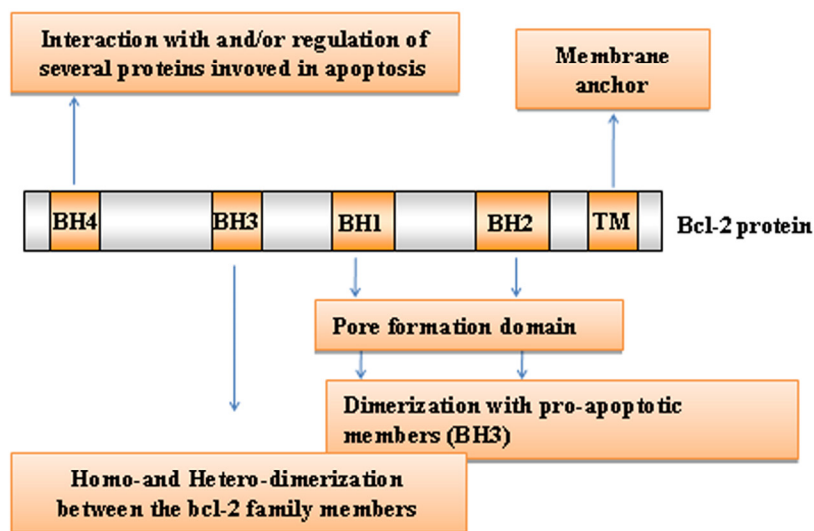 Interaction with and/or regulation of
several proteins invoved in apoptosis
Membrane
anchor
BH4
BH3
BH1
BH2
TM
Bcl-2 protein
Pore formation domain
Dimerization with pro-apoptotic
members (BH3)
Homo-and Hetero-dimerization
between the bcl-2 family members